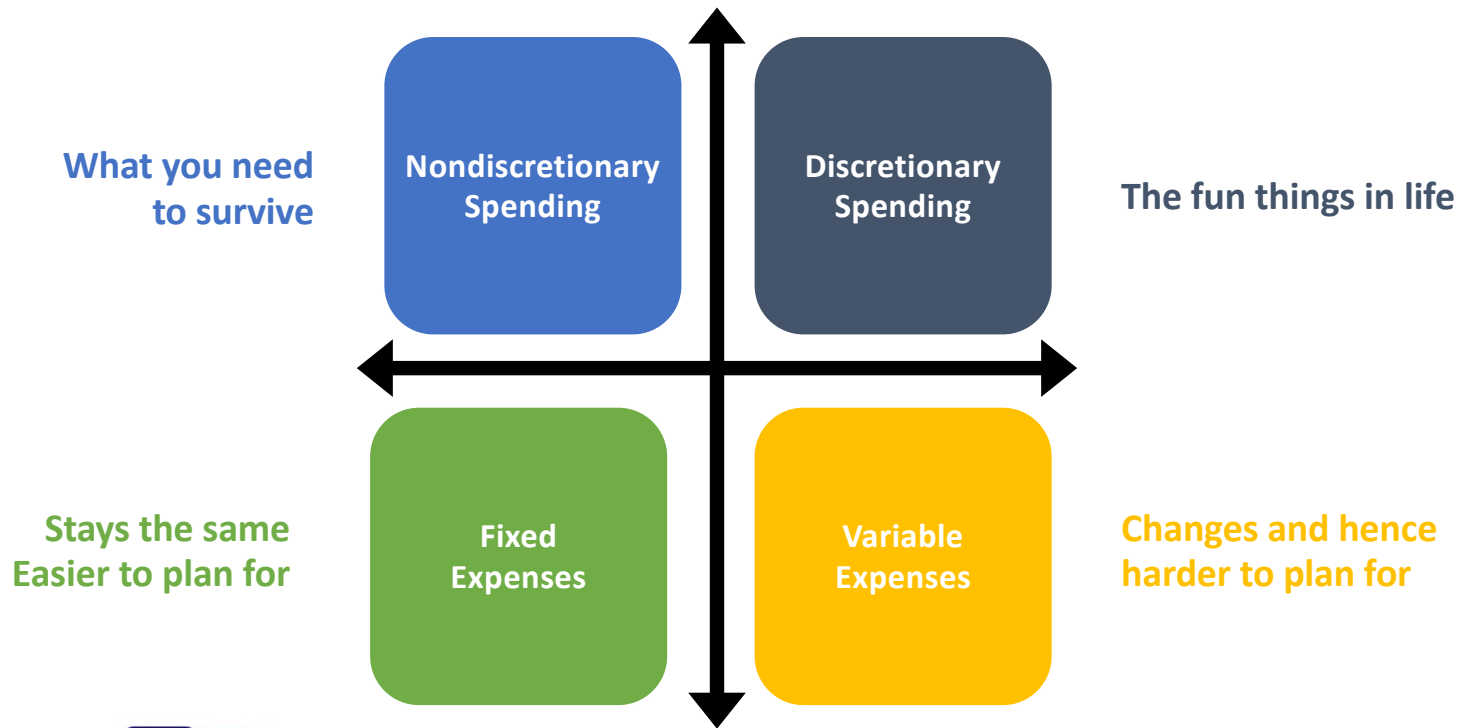 What you need
to survive
Nondiscretionary
Spending
Discretionary
Spending
The fun things in life
Stays the same
Easier to plan for
Fixed
Expenses
Variable
Expenses
Changes and hence
harder to plan for